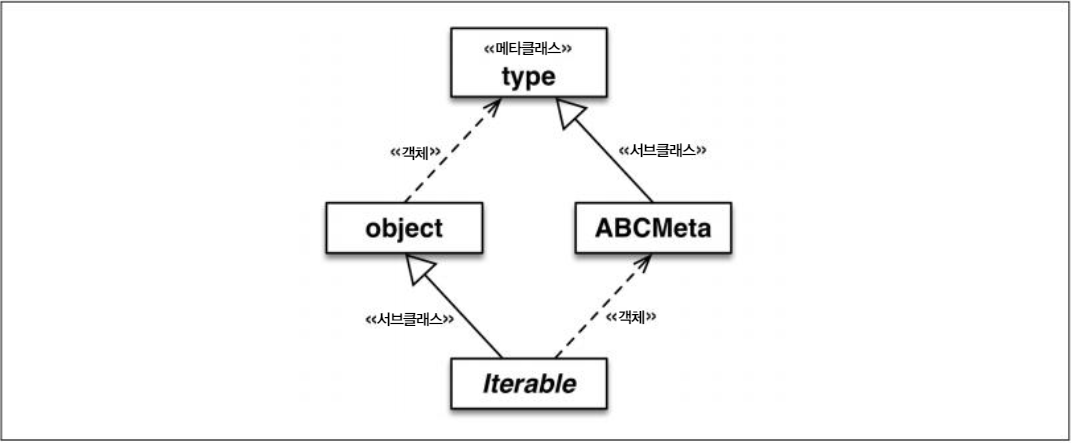 «메타클래스»
type
«객체»
«서브클래스»
object
ABCMeta
«서브클래스»
«객체»
Iterable